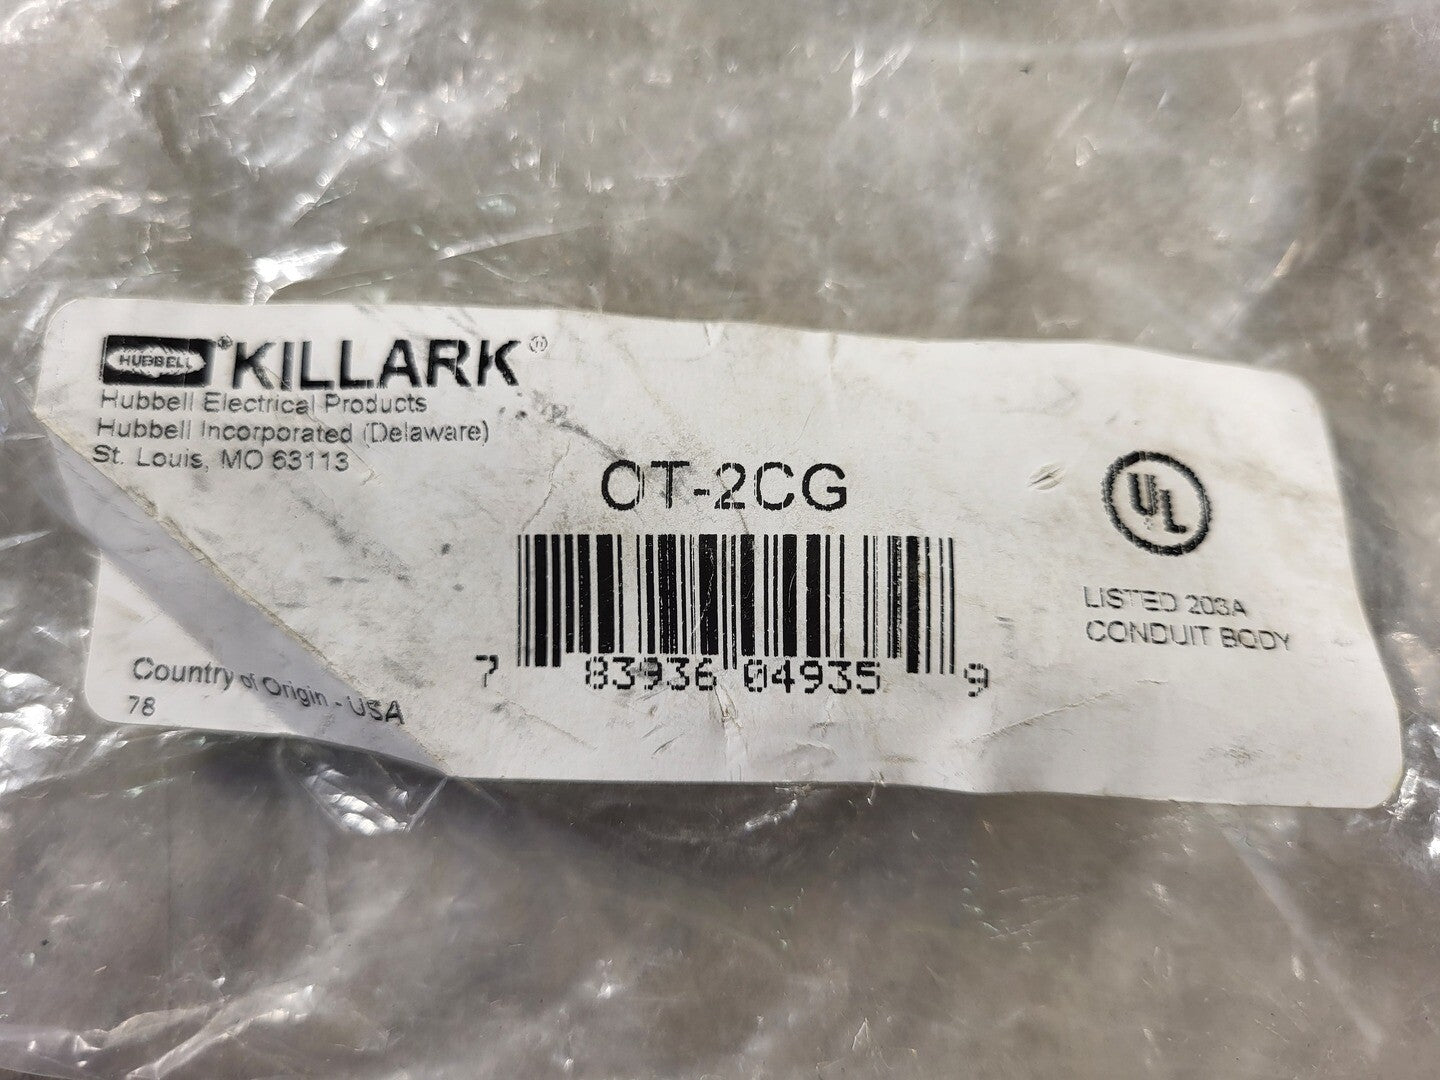 HUBBELL ® KILLARK ®
Hubbell Electrical Products
Hubbell Incorporated (Delaware)
St. Louis, MO 63113
OT-2CG
7 83936 04935 9
UL
LISTED 203A
CONDUIT BODY
Country of Origin - USA
78